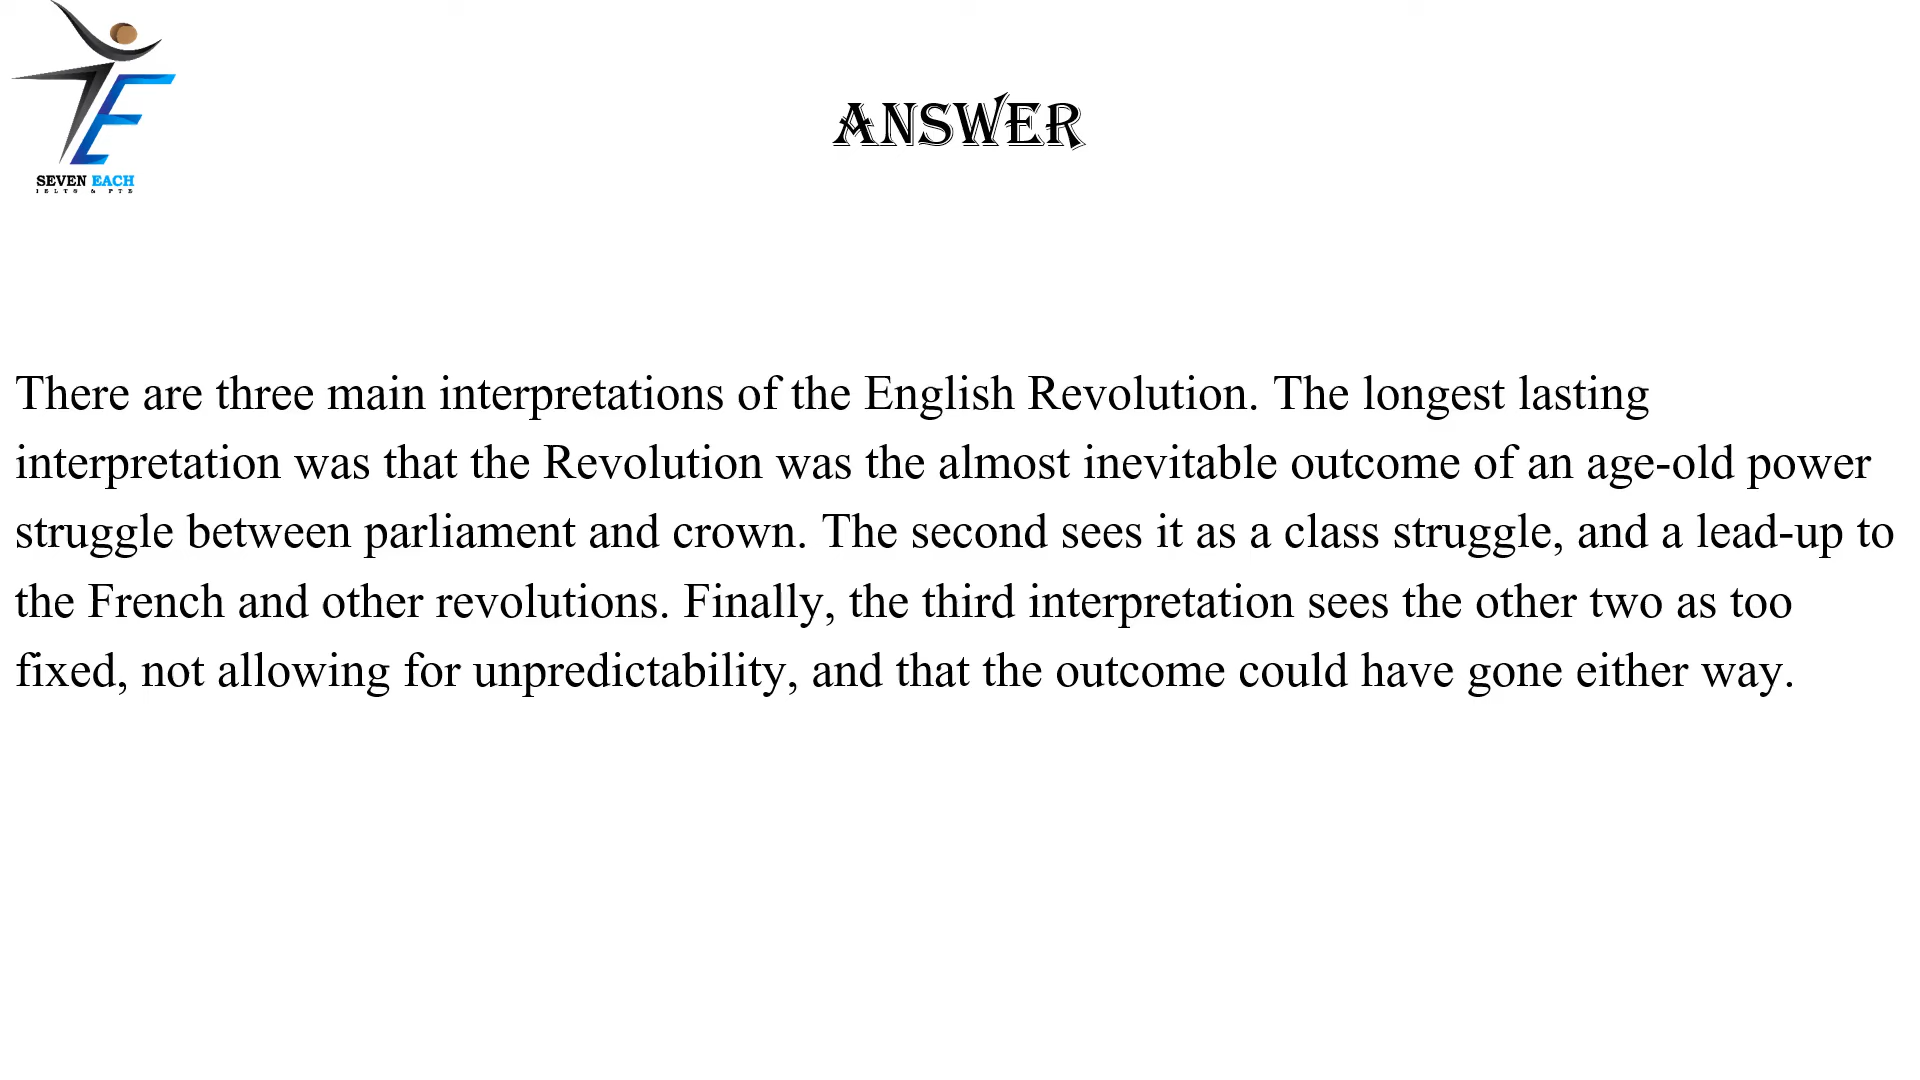 SEVEN EACH
IELTS & PTE
ANSWER
There are three main interpretations of the English Revolution. The longest lasting
interpretation was that the Revolution was the almost inevitable outcome of an age-old power
struggle between parliament and crown. The second sees it as a class struggle, and a lead-up to
the French and other revolutions. Finally, the third interpretation sees the other two as too
fixed, not allowing for unpredictability, and that the outcome could have gone either way.